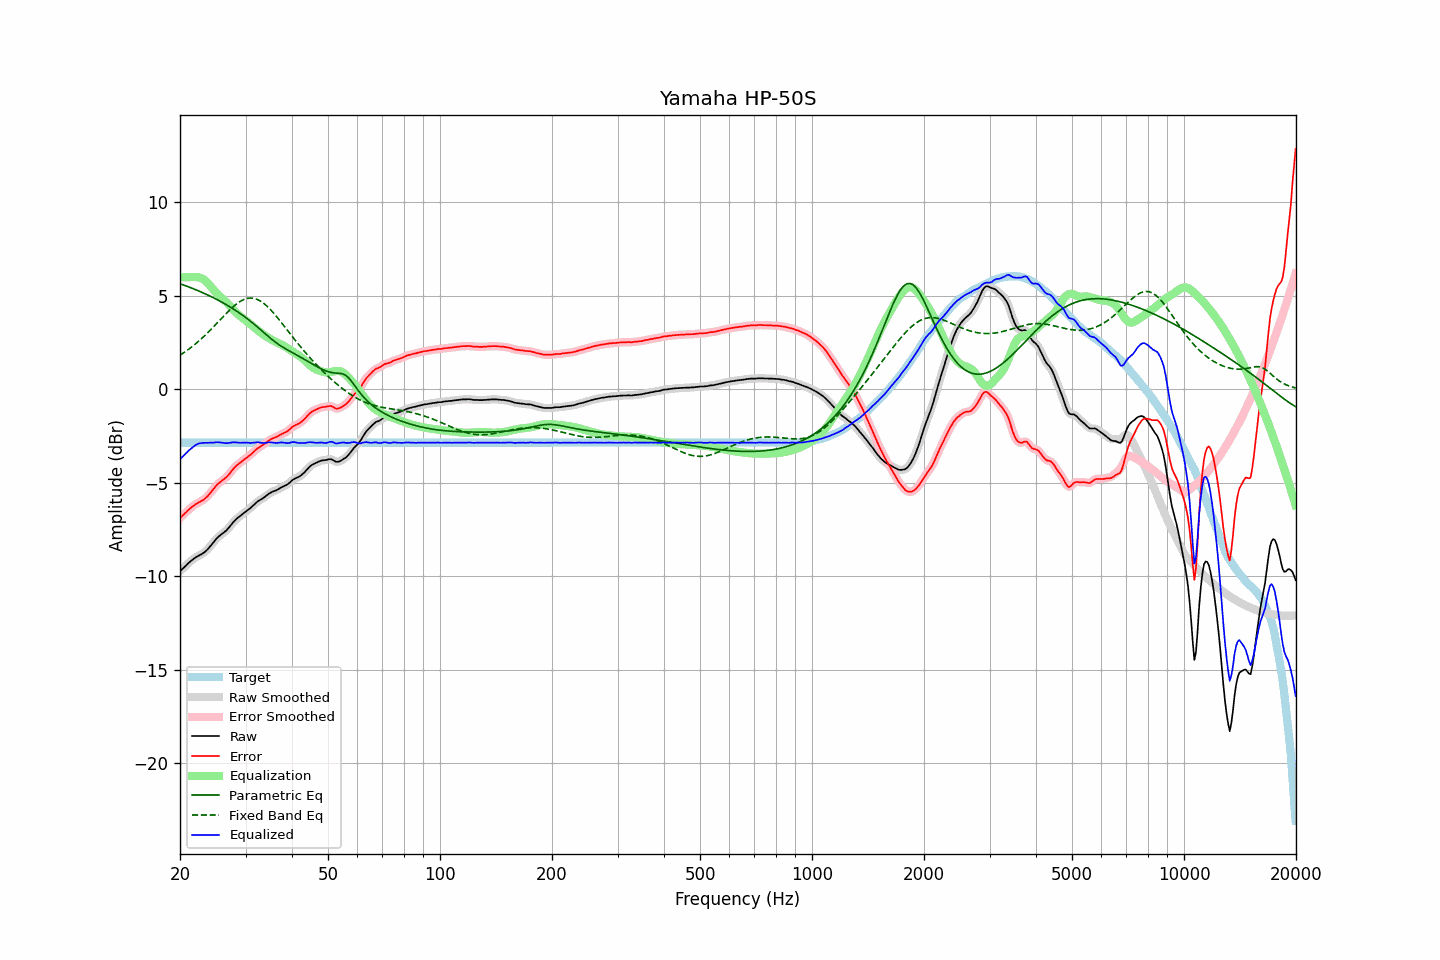 Yamaha HP-50S
Amplitude (dBr)
10
5
0
−5
−10
−15
−20
Target
Raw Smoothed
Error Smoothed
Raw
Error
Equalization
Parametric Eq
Fixed Band Eq
Equalized
20 50 100 200 500 1000 2000 5000 10000 20000
Frequency (Hz)